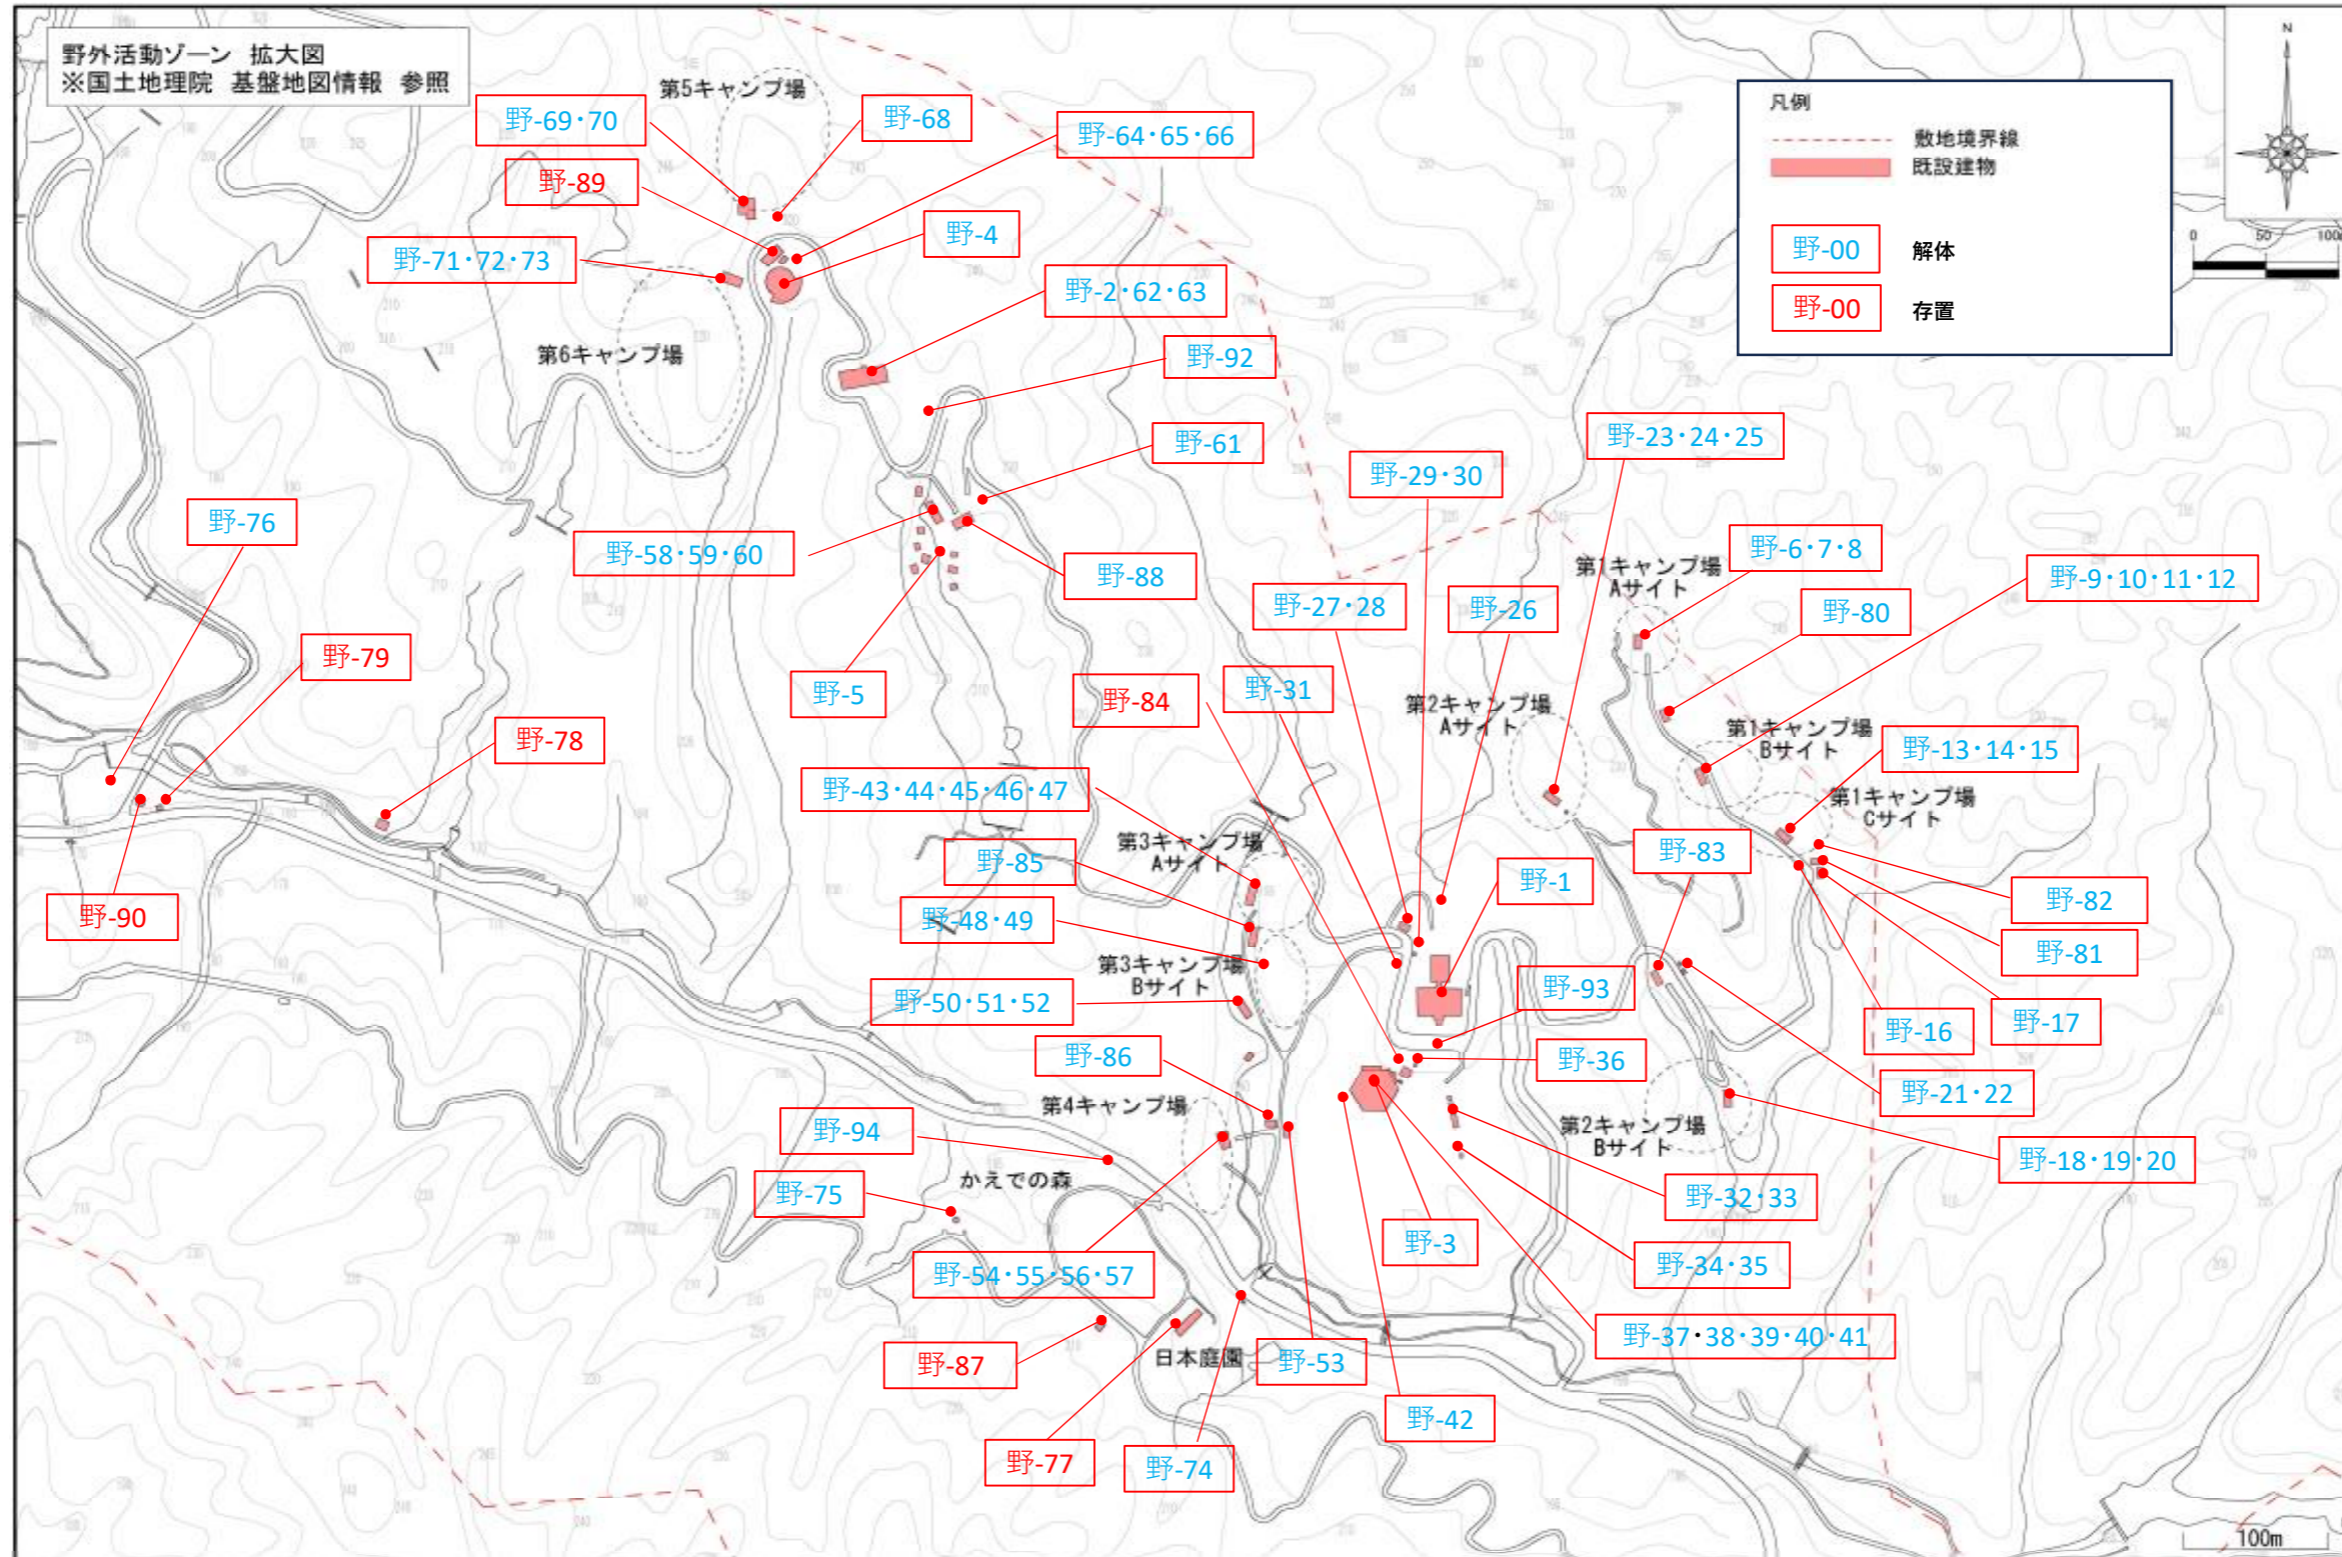 野外活動ゾーン 拡大図
※国土地理院 基盤地図情報 参照
N
0 50 100m
凡例
敷地境界線
既設建物
野-00 解体
野-00 存置
第5キャンプ場
野-69・70
野-68
野-64・65・66
野-89
野-4
野-71・72・73
野-2・62・63
第6キャンプ場
野-92
野-61
野-23・24・25
野-29・30
野-76
野-58・59・60
野-88
野-6・7・8
第1キャンプ場
Aサイト
野-9・10・11・12
野-27・28
野-26
野-80
野-79
野-5
野-84
野-31
第2キャンプ場
Aサイト
野-78
第1キャンプ場
Bサイト
野-13・14・15
野-43・44・45・46・47
第1キャンプ場
Cサイト
第3キャンプ場
Aサイト
野-85
野-83
野-1
野-90
野-48・49
野-82
野-81
第3キャンプ場
Bサイト
野-50・51・52
野-93
野-16
野-17
野-86
野-36
野-21・22
第4キャンプ場
野-94
第2キャンプ場
Bサイト
野-18・19・20
かえでの森
野-75
野-32・33
野-3
野-34・35
野-54・55・56・57
野-37・38・39・40・41
野-87
日本庭園
野-53
野-42
野-77
野-74
100m